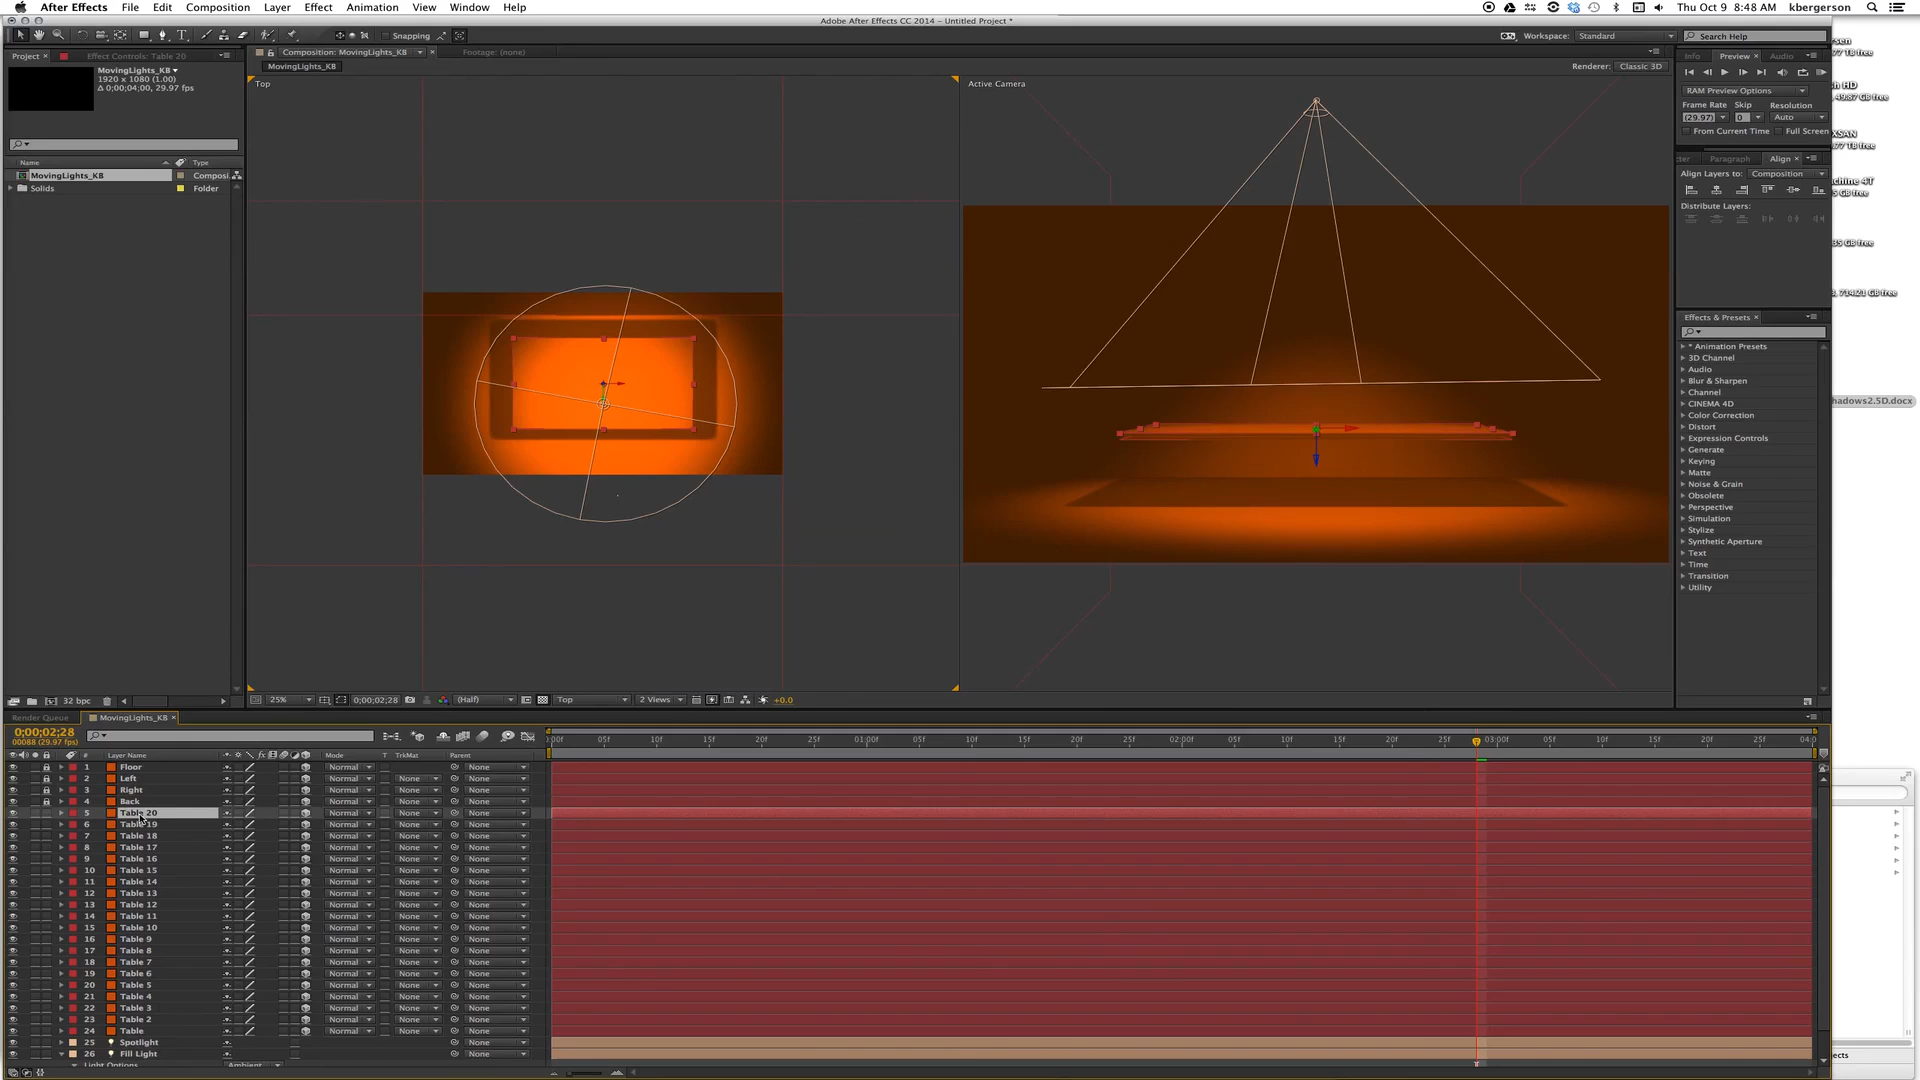 After Effects File Edit Composition Layer Effect Animation View Window Help
Thu Oct 9 8:48 AM kbergerson
Adobe After Effects CC 2014 – Untitled Project *
Snapping
Workspace: Standard
Search Help
Project × Effect Controls: Table 20
MovingLights_KB
1920 x 1080 (1.00)
Δ 0;00;04;00, 29.97 fps
Name Type
MovingLights_KB Composi
Solids Folder
32 bpc
Composition: MovingLights_KB × Footage: (none)
MovingLights_KB
Renderer: Classic 3D
Top
Active Camera
25% 0;00;02;28 (Half) Top 2 Views +0.0
Info Preview × Audio
RAM Preview Options
Frame Rate Skip Resolution
(29.97) 0 Auto
From Current Time Full Screen
Paragraph Align ×
Align Layers to: Composition
Distribute Layers:
Effects & Presets ×
* Animation Presets
3D Channel
Audio
Blur & Sharpen
Channel
CINEMA 4D
Color Correction
Distort
Expression Controls
Generate
Keying
Matte
Noise & Grain
Obsolete
Perspective
Simulation
Stylize
Synthetic Aperture
Text
Time
Transition
Utility
hadows2.5D.docx
Render Queue MovingLights_KB ×
0;00;02;28
00088 (29.97 fps)
:00f 05f 10f 15f 20f 25f 01:00f 05f 10f 15f 20f 25f 02:00f 05f 10f 15f 20f 25f 03:00f 05f 10f 15f 20f 25f 04:0
# Layer Name Mode T TrkMat Parent
1 Floor Normal None
2 Left Normal None None
3 Right Normal None None
4 Back Normal None None
5 Table 20 Normal None None
6 Table 19 Normal None None
7 Table 18 Normal None None
8 Table 17 Normal None None
9 Table 16 Normal None None
10 Table 15 Normal None None
11 Table 14 Normal None None
12 Table 13 Normal None None
13 Table 12 Normal None None
14 Table 11 Normal None None
15 Table 10 Normal None None
16 Table 9 Normal None None
17 Table 8 Normal None None
18 Table 7 Normal None None
19 Table 6 Normal None None
20 Table 5 Normal None None
21 Table 4 Normal None None
22 Table 3 Normal None None
23 Table 2 Normal None None
24 Table Normal None None
25 Spotlight None
26 Fill Light None
Light Options Ambient